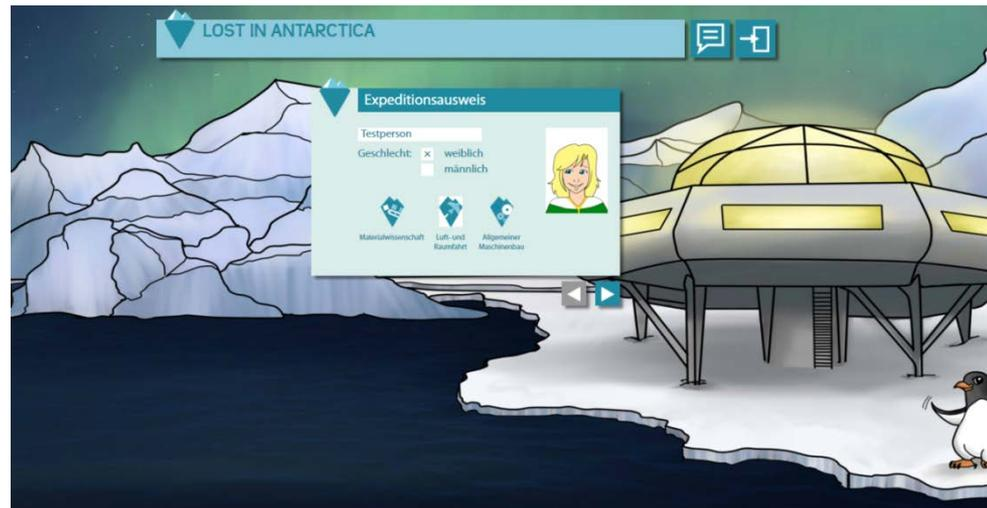 LOST IN ANTARCTICA
Expeditionsausweis
Testperson
Geschlecht: × weiblich
männlich
Materialwissenschaft Luft- und Allgemeiner
Raumfahrt Maschinenbau